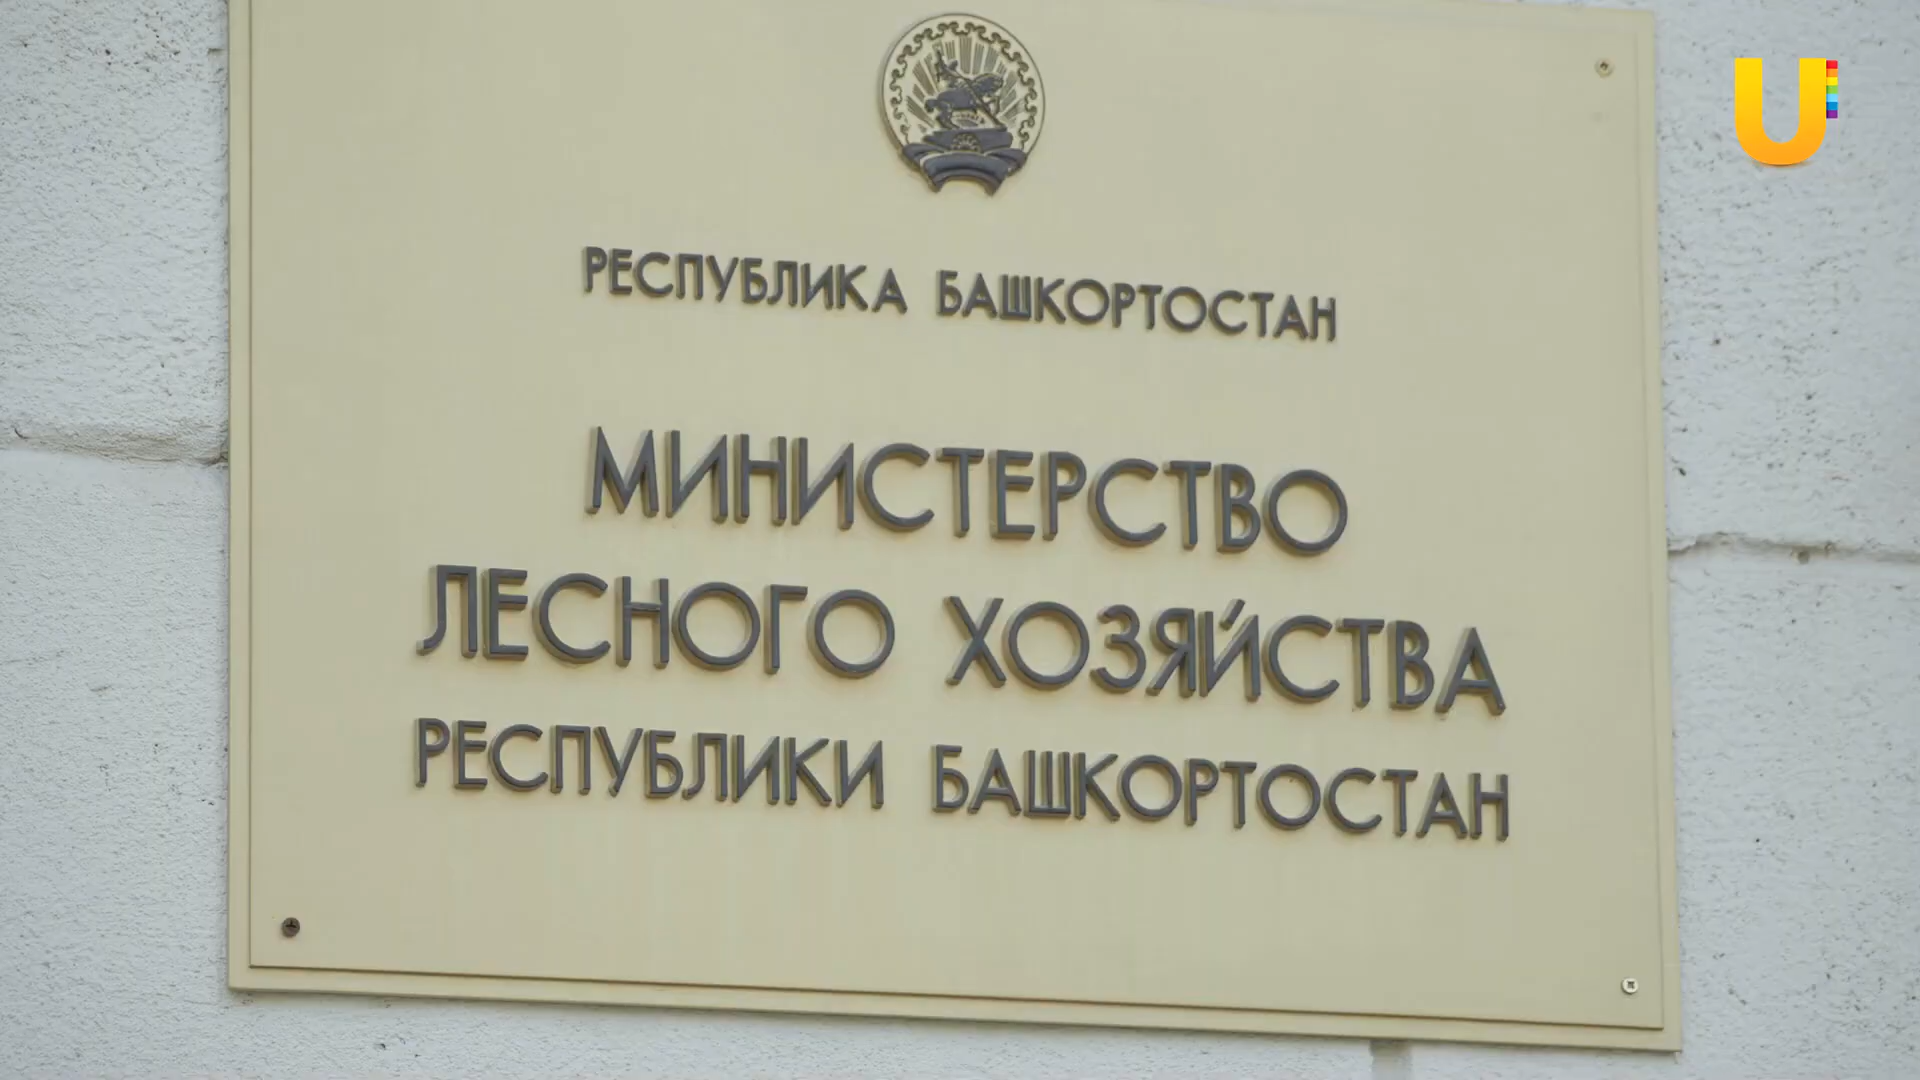 U
РЕСПУБЛИКА БАШКОРТОСТАН
МИНИСТЕРСТВО
ЛЕСНОГО ХОЗЯЙСТВА
РЕСПУБЛИКИ БАШКОРТОСТАН